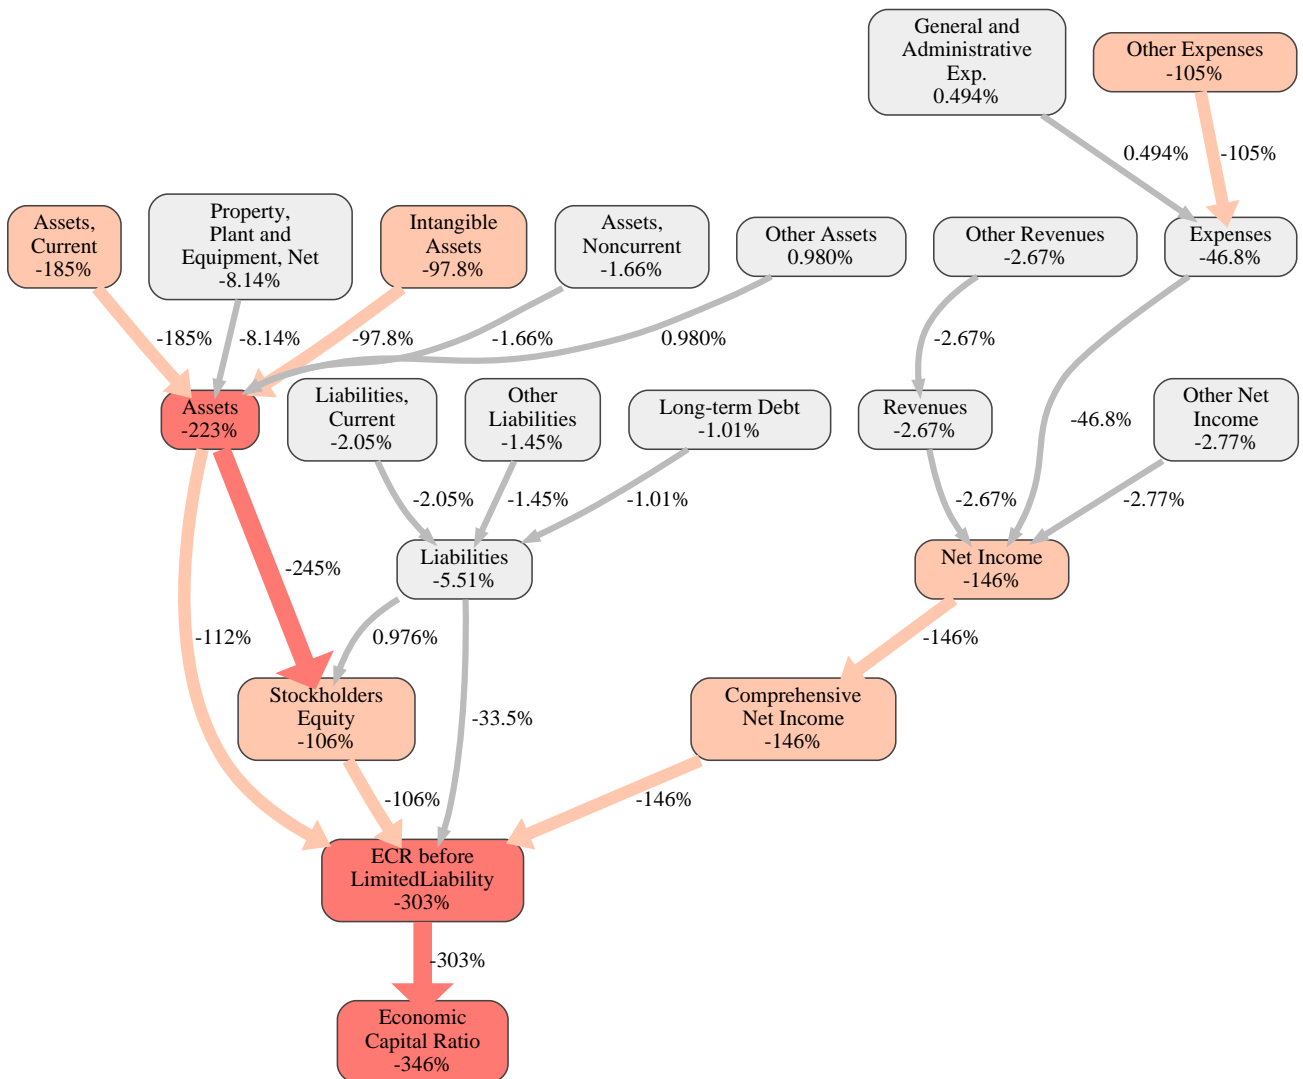 General and
Administrative
Exp.
0.494%
Other Expenses
-105%
0.494%
-105%
Assets,
Current
-185%
Property,
Plant and
Equipment, Net
-8.14%
Intangible
Assets
-97.8%
Assets,
Noncurrent
-1.66%
Other Assets
0.980%
Other Revenues
-2.67%
Expenses
-46.8%
-185%
-8.14%
-97.8%
-1.66%
0.980%
-2.67%
Assets
-223%
Liabilities,
Current
-2.05%
Other
Liabilities
-1.45%
Long-term Debt
-1.01%
Revenues
-2.67%
-46.8%
Other Net
Income
-2.77%
-2.05%
-1.45%
-1.01%
-2.67%
-2.77%
-245%
Liabilities
-5.51%
Net Income
-146%
-112%
0.976%
-146%
Stockholders
Equity
-106%
-33.5%
Comprehensive
Net Income
-146%
-106%
-146%
ECR before
LimitedLiability
-303%
-303%
Economic
Capital Ratio
-346%